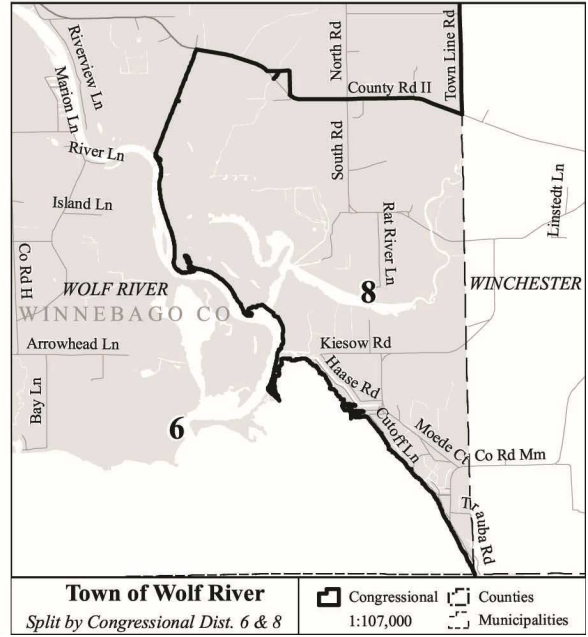 Riverview Ln
Marion Ln
North Rd
Town Line Rd
County Rd II
River Ln
South Rd
Linstedt Ln
Island Ln
Rat River Ln
Co Rd H
WOLF RIVER
8
WINCHESTER
WINNEBAGO CO
Arrowhead Ln
Kiesow Rd
Bay Ln
Haase Rd
6
Cutoff Ln
Moede Ct
Co Rd Mm
Trauba Rd
Town of Wolf River
Split by Congressional Dist. 6 & 8
Congressional
Counties
1:107,000
Municipalities